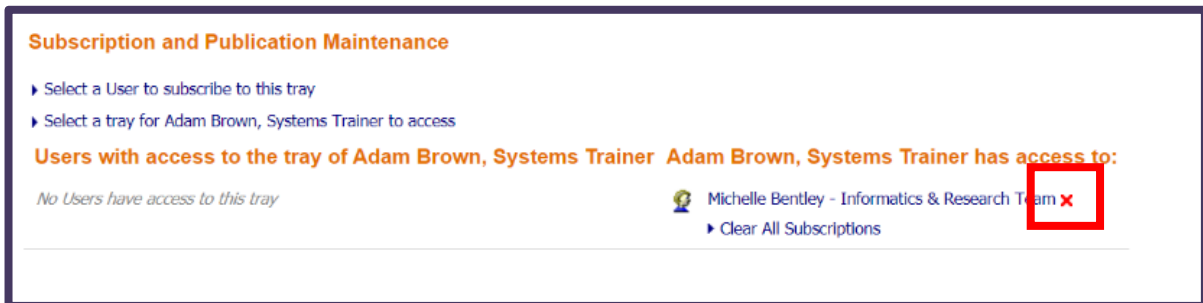 Subscription and Publication Maintenance
Select a User to subscribe to this tray
Select a tray for Adam Brown, Systems Trainer to access
Users with access to the tray of Adam Brown, Systems Trainer Adam Brown, Systems Trainer has access to:
No Users have access to this tray
Michelle Bentley - Informatics & Research Team
Clear All Subscriptions